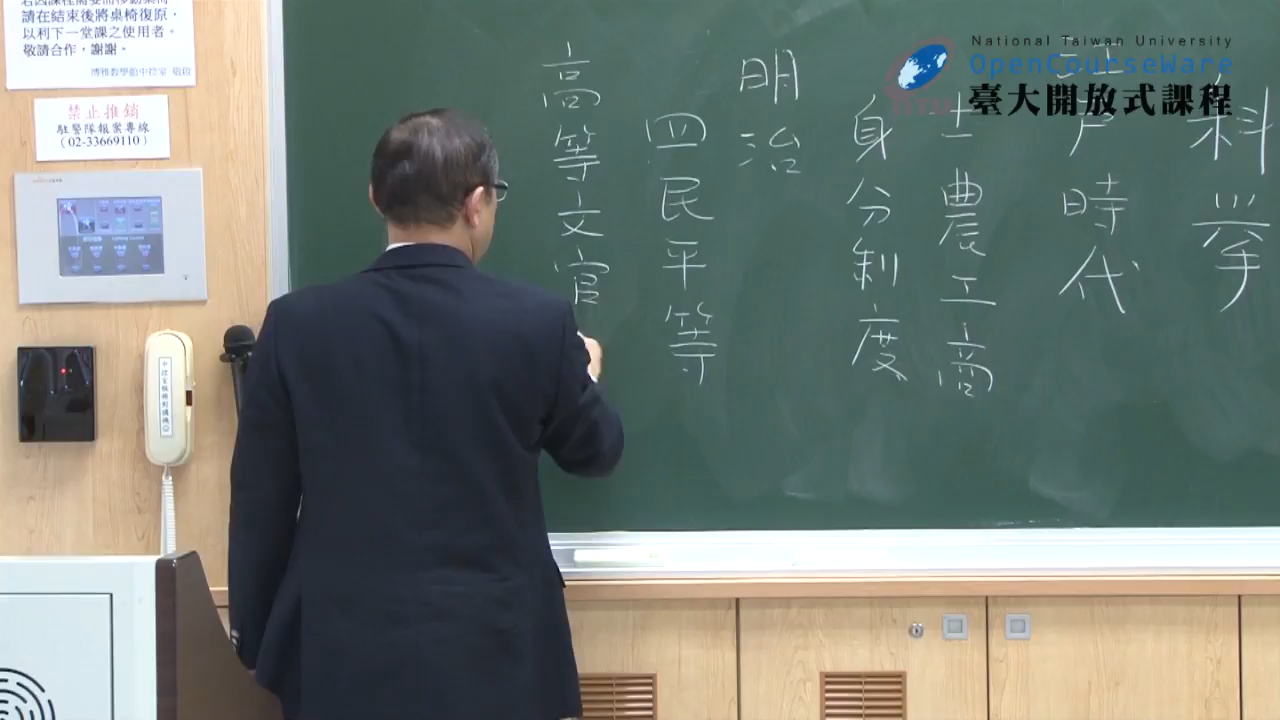 請在結束後將桌椅復原，
以利下一堂課之使用者。
敬請合作，謝謝。
博雅教學館中控室 敬啟
禁止推銷
駐警隊報案專線
(02-33669110)
National Taiwan University
OpenCourseWare
臺大開放式課程
科举
江戶時代
士農工商
身分制度
明治
四民平等
高等文官